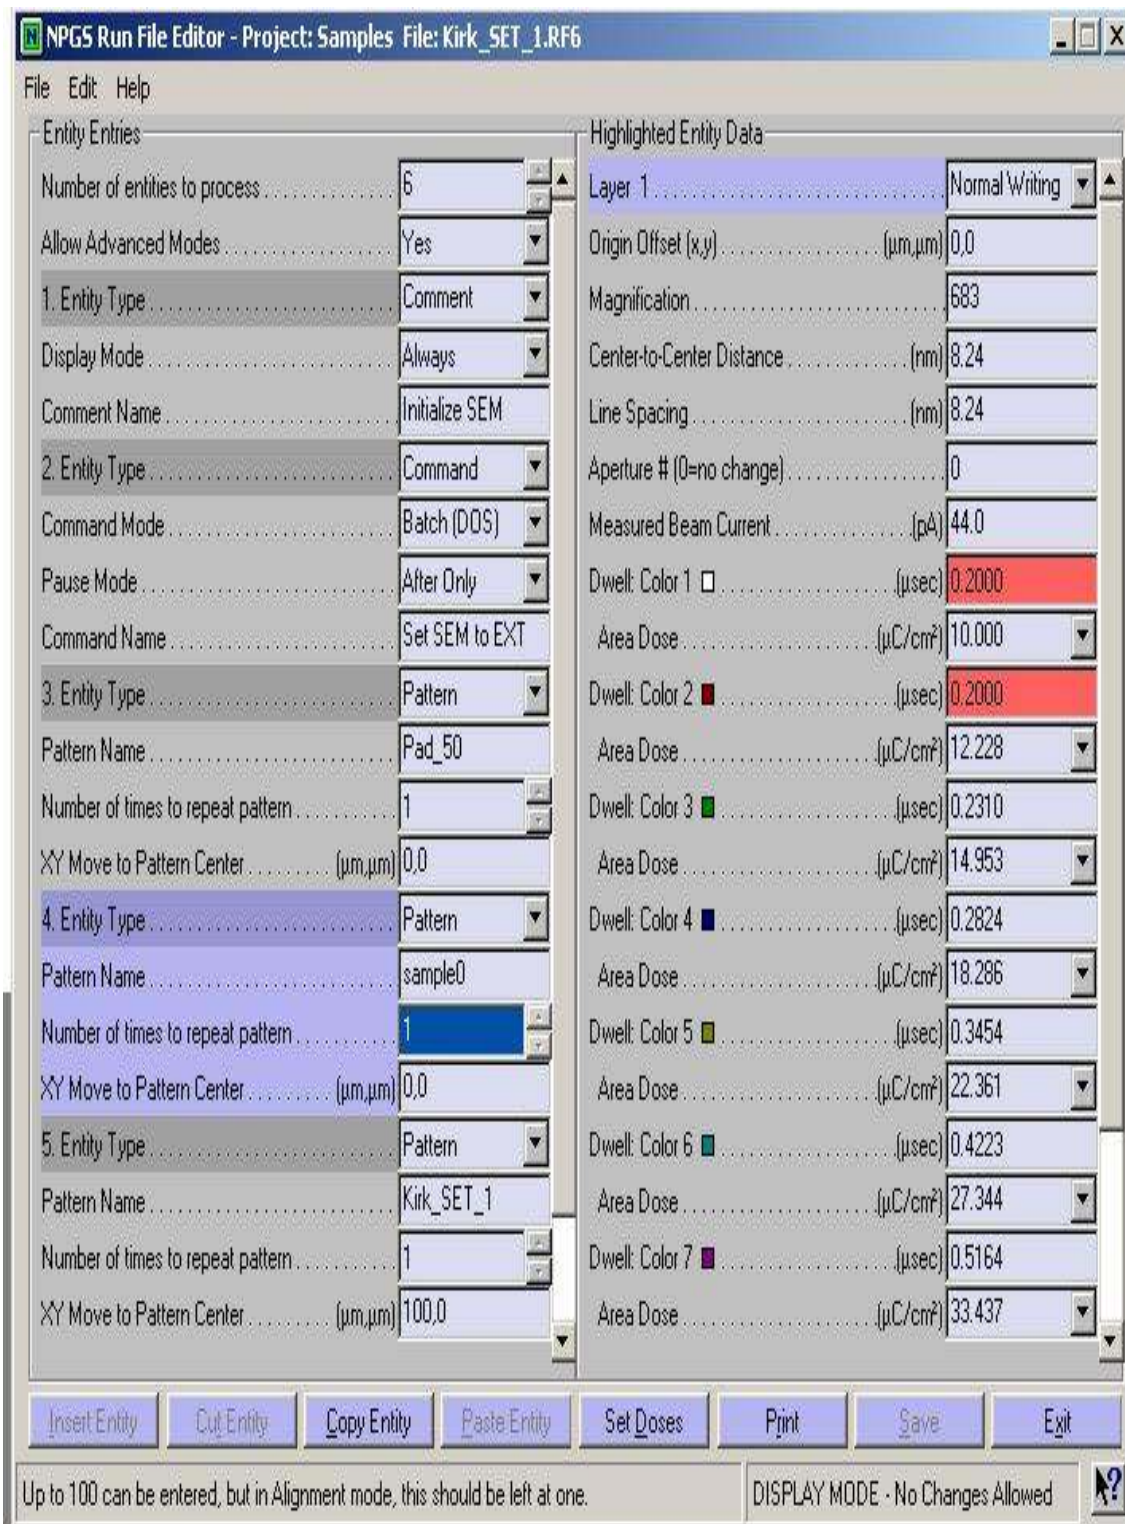 NPGS Run File Editor - Project: Samples File: Kirk_SET_1.RF6
File Edit Help
Entity Entries
Number of entities to process . . . . . . . . . . . 6
Allow Advanced Modes . . . . . . . . . . . . . . Yes
1. Entity Type . . . . . . . . . . . . . . . . . . . . . Comment
Display Mode . . . . . . . . . . . . . . . . . . . . . Always
Comment Name . . . . . . . . . . . . . . . . . . . Initialize SEM
2. Entity Type . . . . . . . . . . . . . . . . . . . . . Command
Command Mode . . . . . . . . . . . . . . . . . . . Batch (DOS)
Pause Mode . . . . . . . . . . . . . . . . . . . . . . After Only
Command Name . . . . . . . . . . . . . . . . . . . Set SEM to EXT
3. Entity Type . . . . . . . . . . . . . . . . . . . . . Pattern
Pattern Name . . . . . . . . . . . . . . . . . . . . . Pad_50
Number of times to repeat pattern . . . . . . . . 1
XY Move to Pattern Center . . . . . . . . . (µm,µm) 0,0
4. Entity Type . . . . . . . . . . . . . . . . . . . . . Pattern
Pattern Name . . . . . . . . . . . . . . . . . . . . . sample0
Number of times to repeat pattern . . . . . . . . 1
XY Move to Pattern Center . . . . . . . . . (µm,µm) 0,0
5. Entity Type . . . . . . . . . . . . . . . . . . . . . Pattern
Pattern Name . . . . . . . . . . . . . . . . . . . . . Kirk_SET_1
Number of times to repeat pattern . . . . . . . . 1
XY Move to Pattern Center . . . . . . . . . (µm,µm) 100,0
Highlighted Entity Data
Layer 1 . . . . . . . . . . . . . . . . . . . . . . . . Normal Writing
Origin Offset (x,y) . . . . . . . . . . . . . . (µm,µm) 0,0
Magnification . . . . . . . . . . . . . . . . . . . . . 683
Center-to-Center Distance . . . . . . . . . . . . . (nm) 8.24
Line Spacing . . . . . . . . . . . . . . . . . . . . . (nm) 8.24
Aperture # (0=no change) . . . . . . . . . . . . . 0
Measured Beam Current . . . . . . . . . . . . . . (pA) 44.0
Dwell: Color 1 . . . . . . . . . . . . . . . . . . (µsec) 0.2000
Area Dose . . . . . . . . . . . . . . . . . . . (µC/cm²) 10.000
Dwell: Color 2 . . . . . . . . . . . . . . . . . . (µsec) 0.2000
Area Dose . . . . . . . . . . . . . . . . . . . (µC/cm²) 12.228
Dwell: Color 3 . . . . . . . . . . . . . . . . . . (µsec) 0.2310
Area Dose . . . . . . . . . . . . . . . . . . . (µC/cm²) 14.953
Dwell: Color 4 . . . . . . . . . . . . . . . . . . (µsec) 0.2824
Area Dose . . . . . . . . . . . . . . . . . . . (µC/cm²) 18.286
Dwell: Color 5 . . . . . . . . . . . . . . . . . . (µsec) 0.3454
Area Dose . . . . . . . . . . . . . . . . . . . (µC/cm²) 22.361
Dwell: Color 6 . . . . . . . . . . . . . . . . . . (µsec) 0.4223
Area Dose . . . . . . . . . . . . . . . . . . . (µC/cm²) 27.344
Dwell: Color 7 . . . . . . . . . . . . . . . . . . (µsec) 0.5164
Area Dose . . . . . . . . . . . . . . . . . . . (µC/cm²) 33.437
Insert Entity Cut Entity Copy Entity Paste Entity Set Doses Print Save Exit
Up to 100 can be entered, but in Alignment mode, this should be left at one. DISPLAY MODE - No Changes Allowed